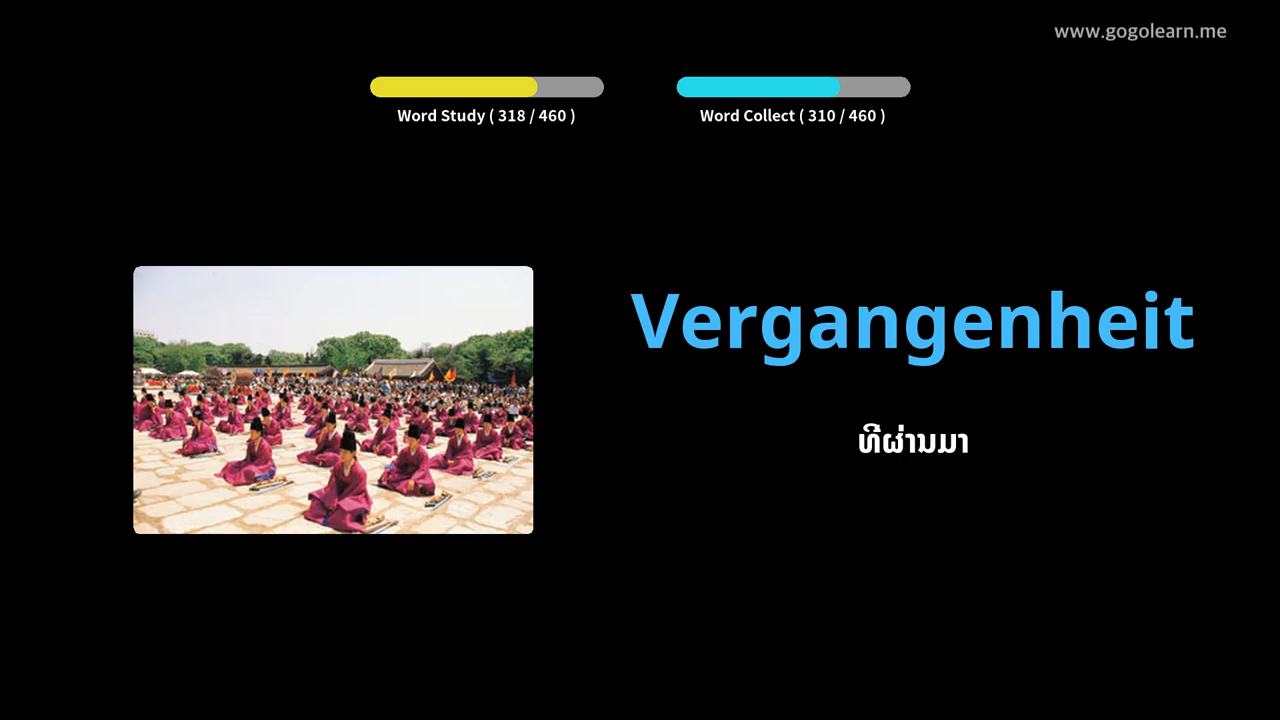 www.gogolearn.me
Word Study ( 318 / 460 )
Word Collect ( 310 / 460 )
Vergangenheit
ທີຜ່ານມາ